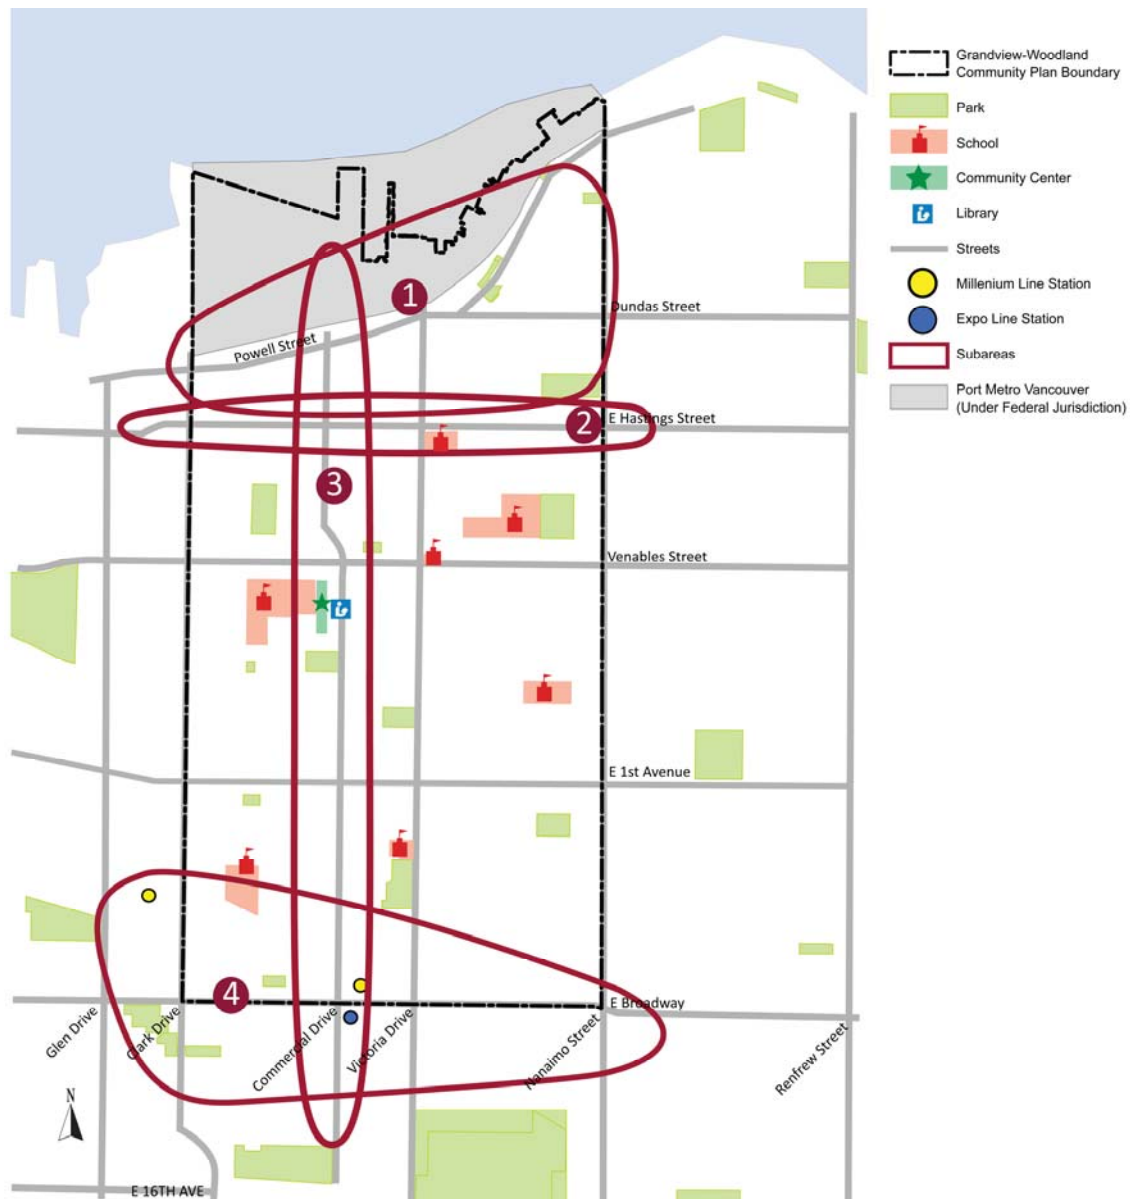 Grandview-Woodland
Community Plan Boundary
Park
School
Community Center
Library
Streets
Millenium Line Station
Expo Line Station
Subareas
Port Metro Vancouver
(Under Federal Jurisdiction)
1
Dundas Street
Powell Street
2
E Hastings Street
3
Venables Street
E 1st Avenue
4
E Broadway
Glen Drive
Clark Drive
Commercial Drive
Victoria Drive
Nanaimo Street
Renfrew Street
N
E 16TH AVE